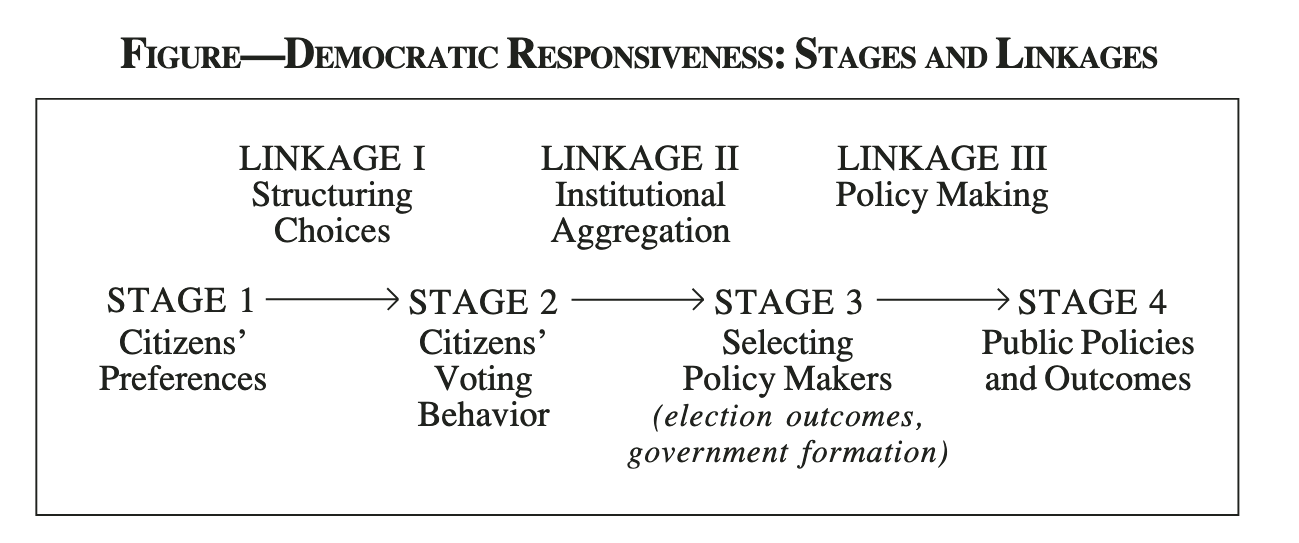 FIGURE—DEMOCRATIC RESPONSIVENESS: STAGES AND LINKAGES
LINKAGE I
Structuring
Choices
LINKAGE II
Institutional
Aggregation
LINKAGE III
Policy Making
STAGE 1
Citizens’
Preferences
STAGE 2
Citizens’
Voting
Behavior
STAGE 3
Selecting
Policy Makers
(election outcomes,
government formation)
STAGE 4
Public Policies
and Outcomes